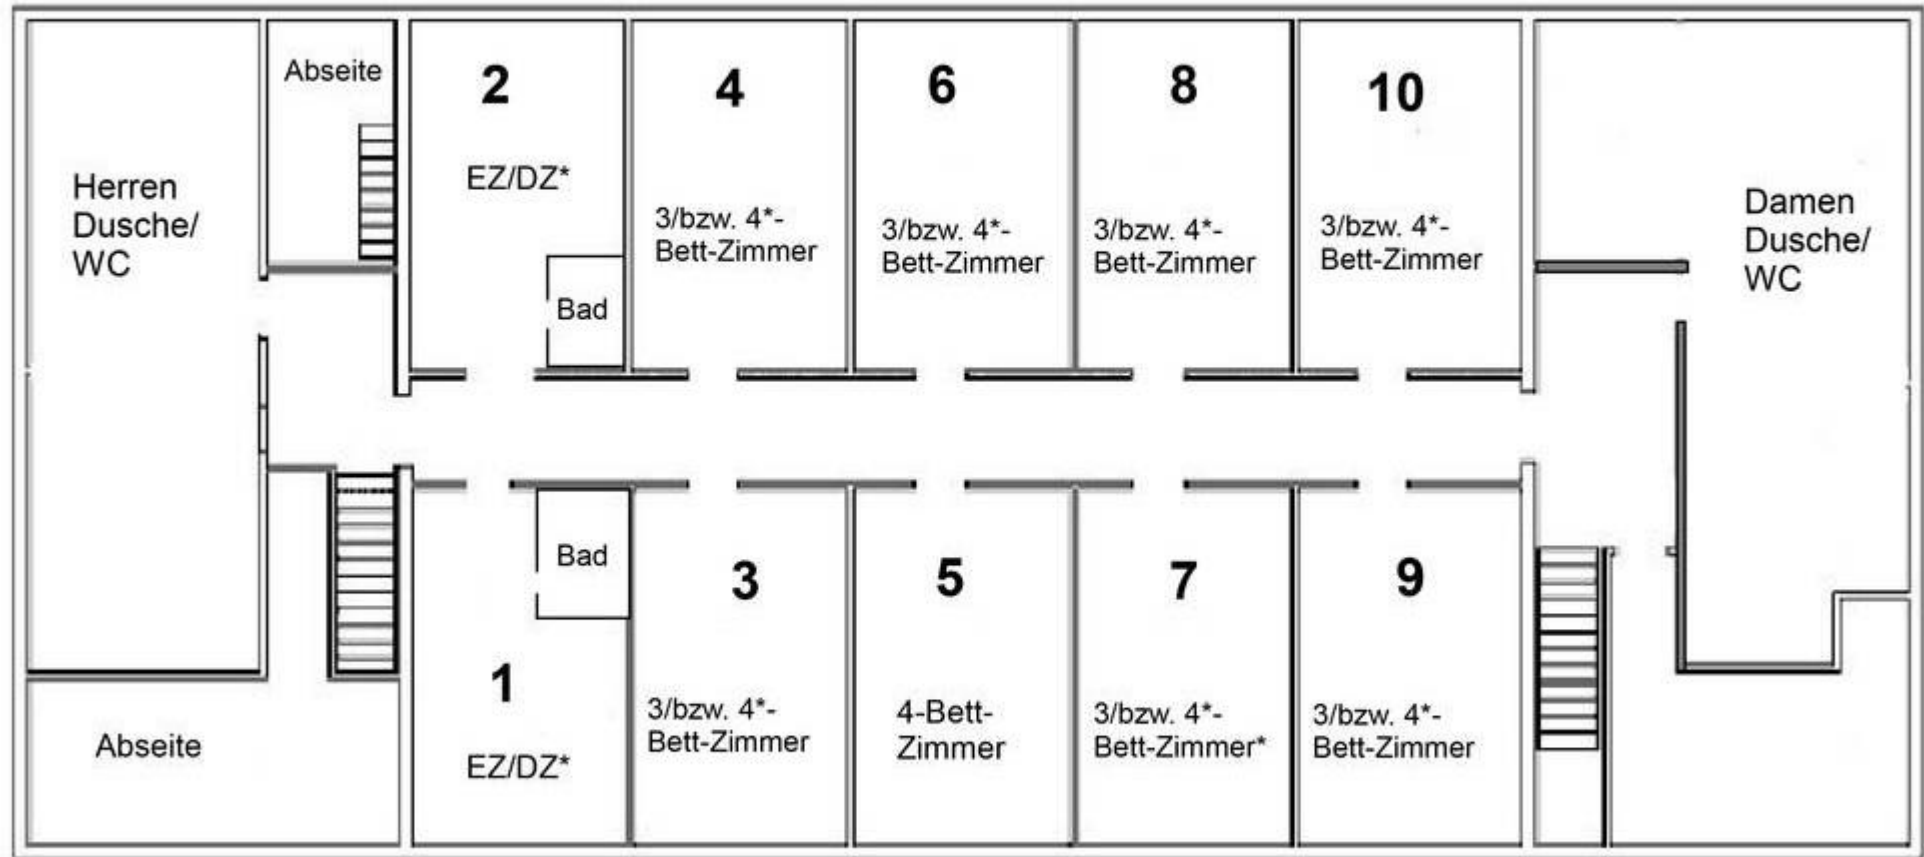 Abseite
2
4
6
8
10
EZ/DZ*
Herren
Dusche/
WC
3/bzw. 4*-
Bett-Zimmer
3/bzw. 4*-
Bett-Zimmer
3/bzw. 4*-
Bett-Zimmer
3/bzw. 4*-
Bett-Zimmer
Damen
Dusche/
WC
Bad
Bad
3
5
7
9
1
3/bzw. 4*-
Bett-Zimmer
4-Bett-
Zimmer
3/bzw. 4*-
Bett-Zimmer*
3/bzw. 4*-
Bett-Zimmer
Abseite
EZ/DZ*